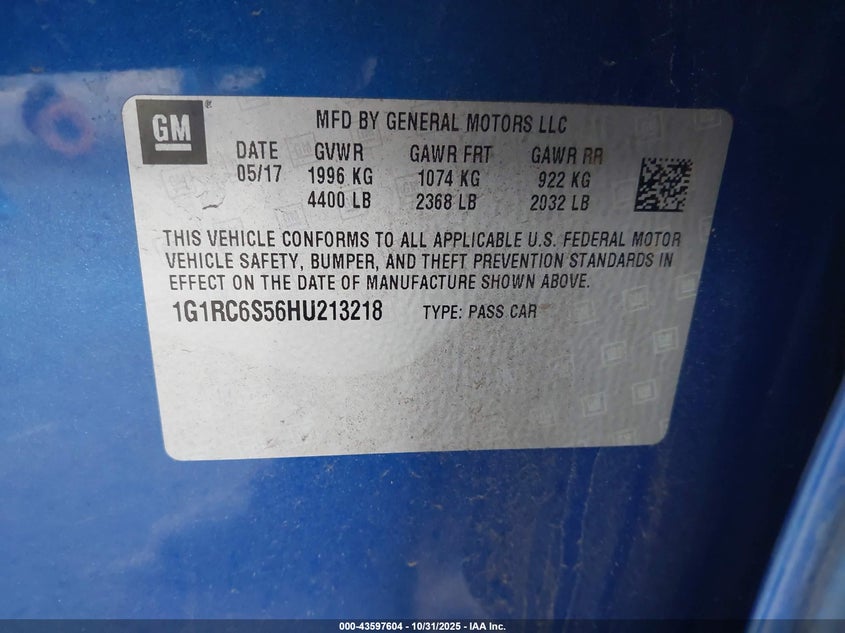 GM ®
MFD BY GENERAL MOTORS LLC
DATE GVWR GAWR FRT GAWR RR
05/17 1996 KG 1074 KG 922 KG
4400 LB 2368 LB 2032 LB
THIS VEHICLE CONFORMS TO ALL APPLICABLE U.S. FEDERAL MOTOR
VEHICLE SAFETY, BUMPER, AND THEFT PREVENTION STANDARDS IN
EFFECT ON THE DATE OF MANUFACTURE SHOWN ABOVE.
1G1RC6S56HU213218 TYPE: PASS CAR
000-43597604 | 10/31/2025 - IAA Inc.